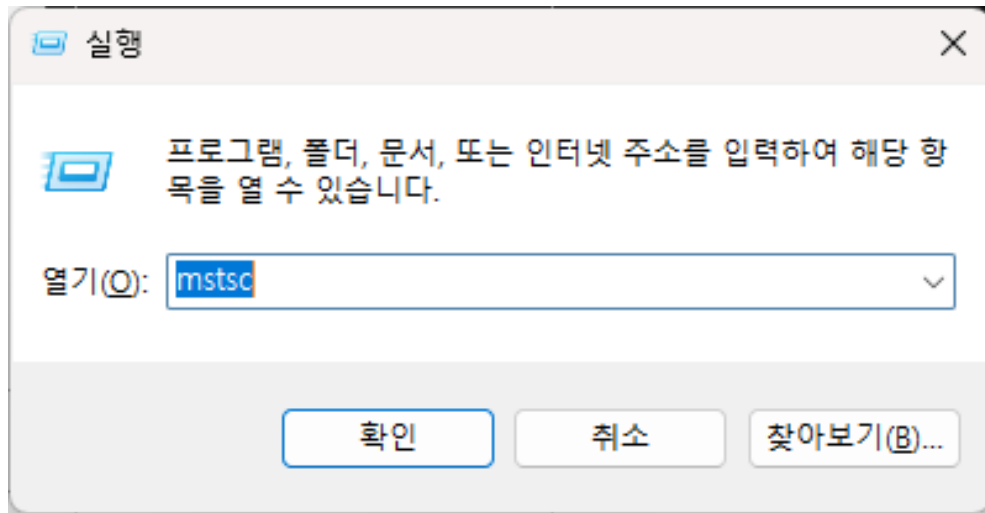 실행
프로그램, 폴더, 문서, 또는 인터넷 주소를 입력하여 해당 항
목을 열 수 있습니다.
열기(O): mstsc
확인 취소 찾아보기(B)...